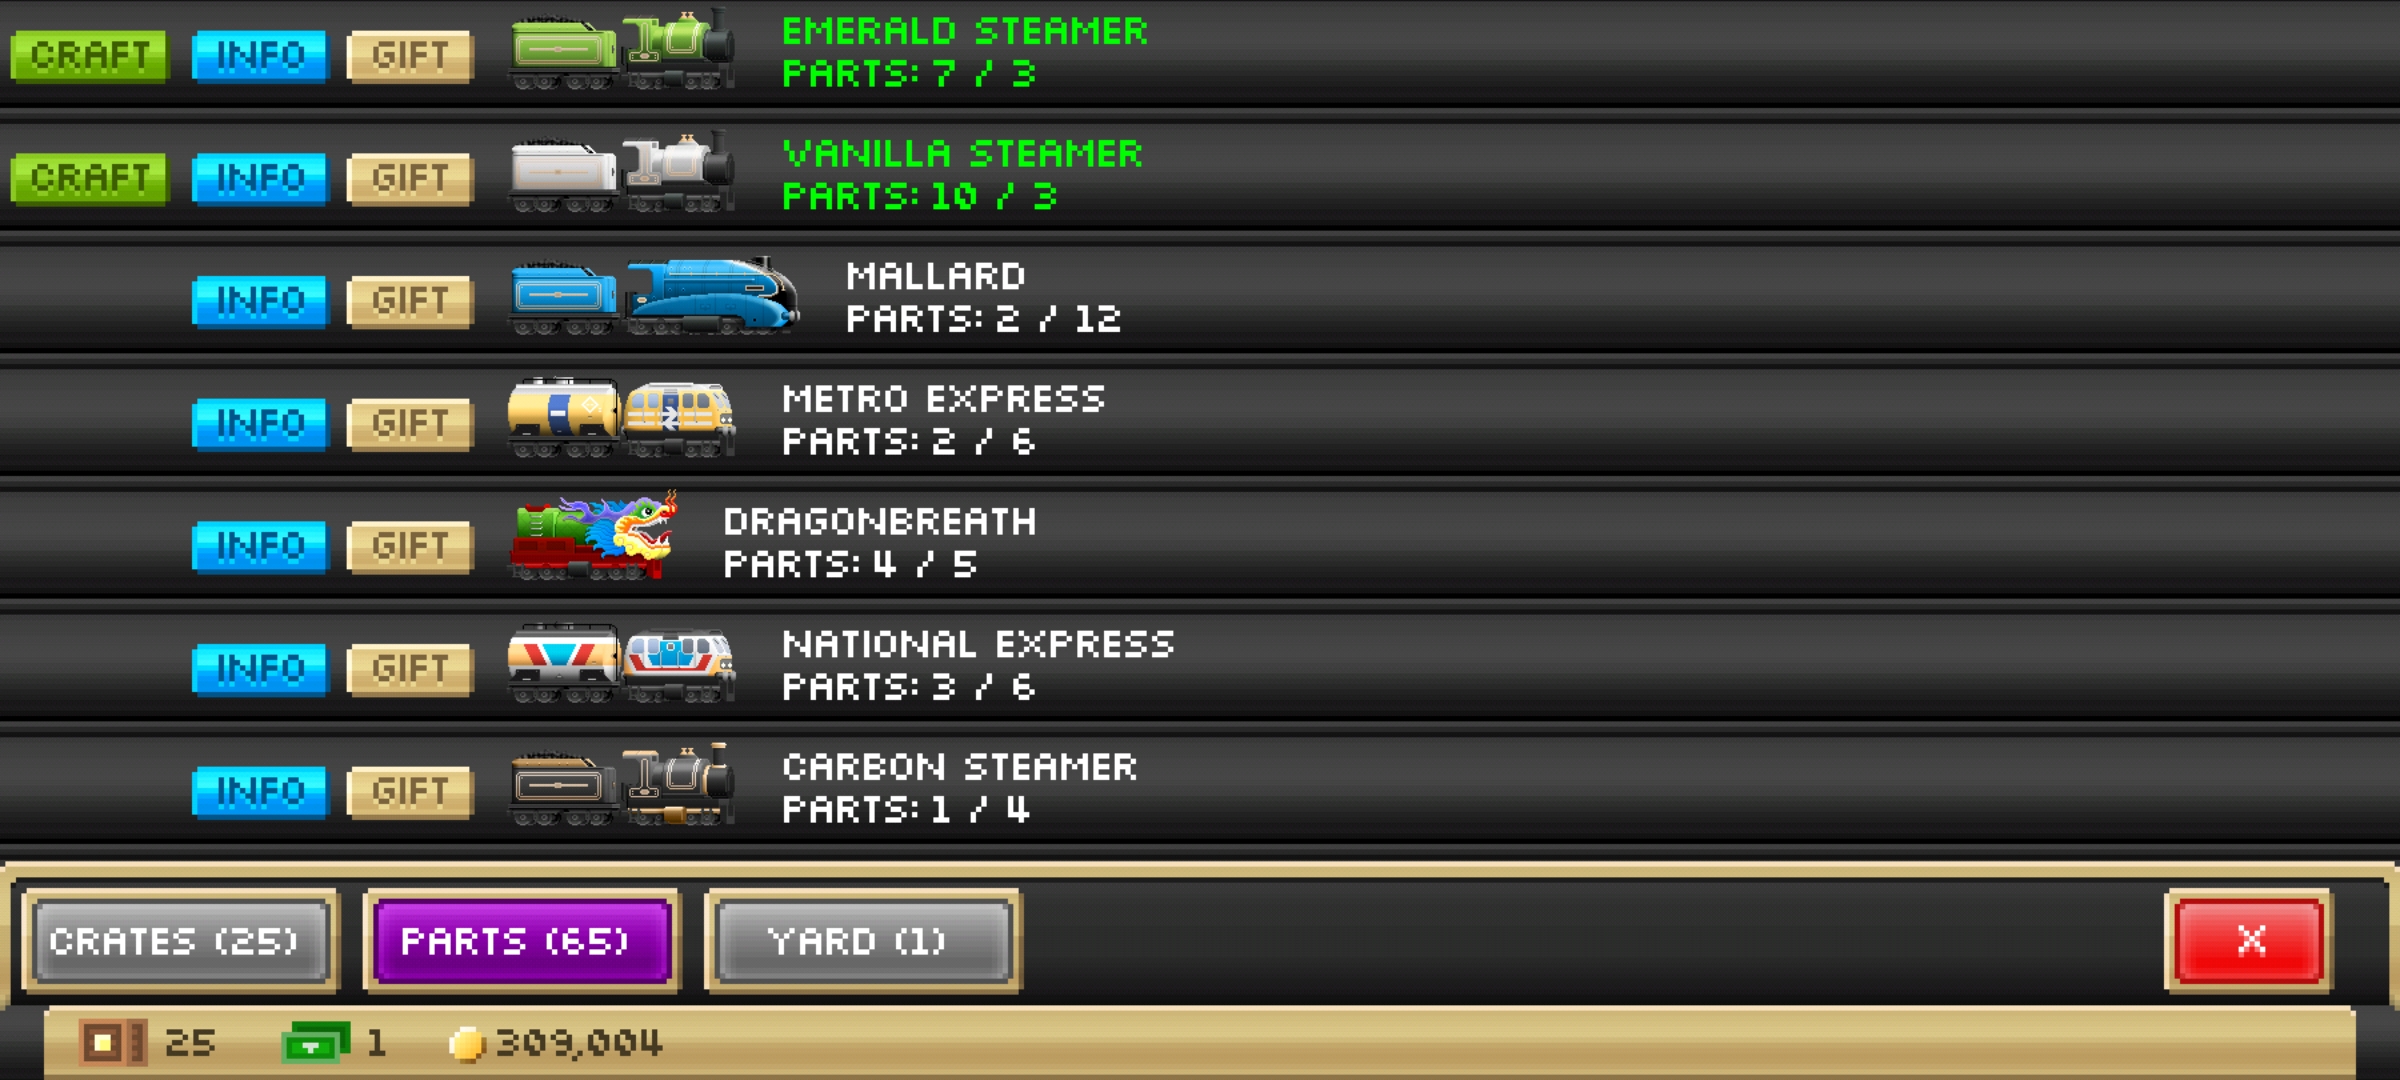 CRAFT INFO GIFT EMERALD STEAMER
PARTS: 7 / 3
CRAFT INFO GIFT VANILLA STEAMER
PARTS: 10 / 3
INFO GIFT MALLARD
PARTS: 2 / 12
INFO GIFT METRO EXPRESS
PARTS: 2 / 6
INFO GIFT DRAGONBREATH
PARTS: 4 / 5
INFO GIFT NATIONAL EXPRESS
PARTS: 3 / 6
INFO GIFT CARBON STEAMER
PARTS: 1 / 4
CRATES (25) PARTS (65) YARD (1) X
25 1 309,004